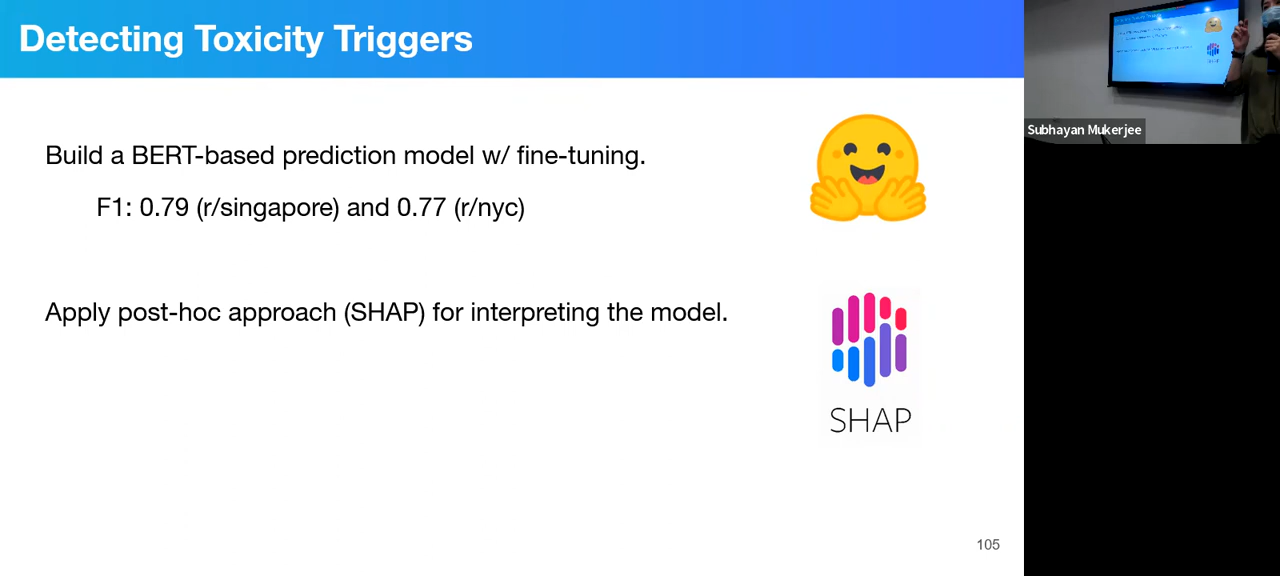 Detecting Toxicity Triggers
Build a BERT-based prediction model w/ fine-tuning.
F1: 0.79 (r/singapore) and 0.77 (r/nyc)
Apply post-hoc approach (SHAP) for interpreting the model.
SHAP
105
Subhayan Mukerjee